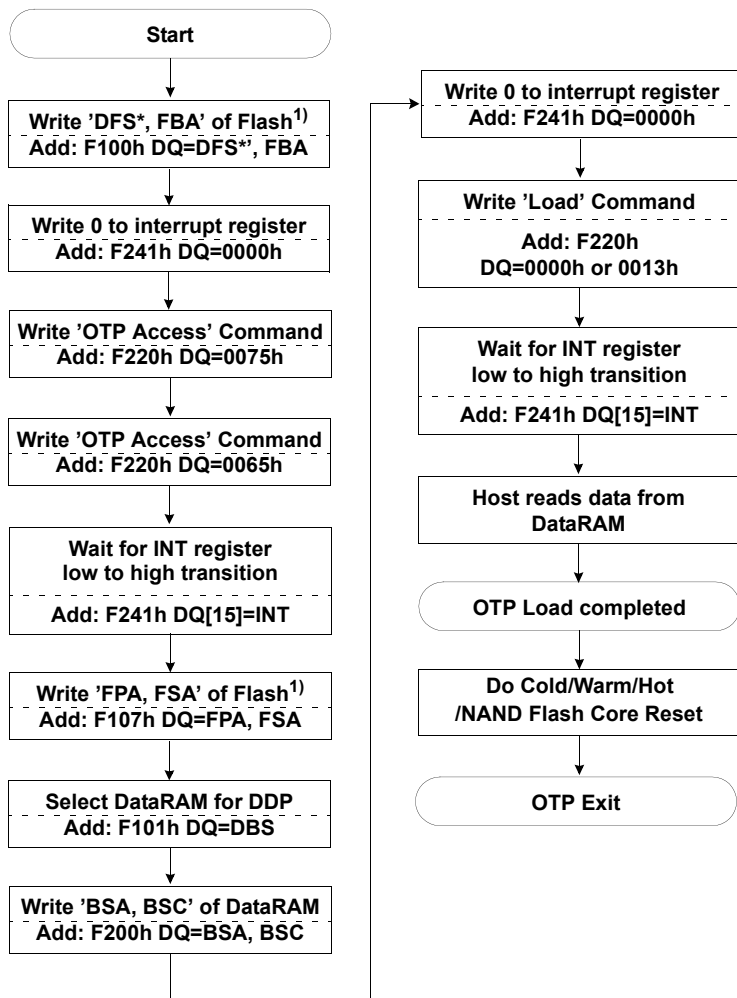 Start
Write ’DFS*, FBA’ of Flash1)
Add: F100h DQ=DFS*’, FBA
Write 0 to interrupt register
Add: F241h DQ=0000h
Write ’OTP Access’ Command
Add: F220h DQ=0075h
Write ’OTP Access’ Command
Add: F220h DQ=0065h
Wait for INT register
low to high transition
Add: F241h DQ[15]=INT
Write ’FPA, FSA’ of Flash1)
Add: F107h DQ=FPA, FSA
Select DataRAM for DDP
Add: F101h DQ=DBS
Write ’BSA, BSC’ of DataRAM
Add: F200h DQ=BSA, BSC
Write 0 to interrupt register
Add: F241h DQ=0000h
Write ’Load’ Command
Add: F220h
DQ=0000h or 0013h
Wait for INT register
low to high transition
Add: F241h DQ[15]=INT
Host reads data from
DataRAM
OTP Load completed
Do Cold/Warm/Hot
/NAND Flash Core Reset
OTP Exit